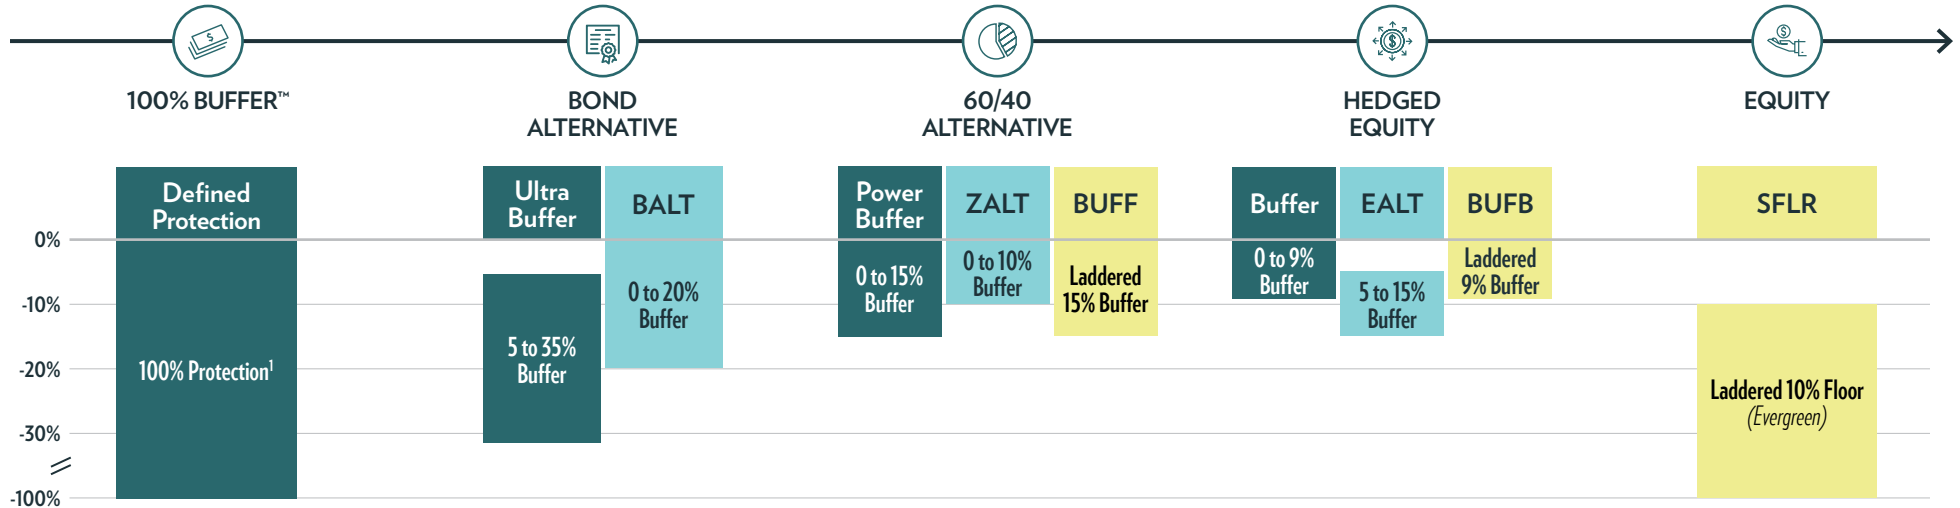 100% BUFFER™
BOND
ALTERNATIVE
60/40
ALTERNATIVE
HEDGED
EQUITY
EQUITY
Defined
Protection
Ultra
Buffer
BALT
Power
Buffer
ZALT
BUFF
Buffer
EALT
BUFB
SFLR
0%
-10%
-20%
-30%
-100%
100% Protection¹
5 to 35%
Buffer
0 to 20%
Buffer
0 to 15%
Buffer
0 to 10%
Buffer
Laddered
15% Buffer
0 to 9%
Buffer
5 to 15%
Buffer
Laddered
9% Buffer
Laddered 10% Floor
(Evergreen)